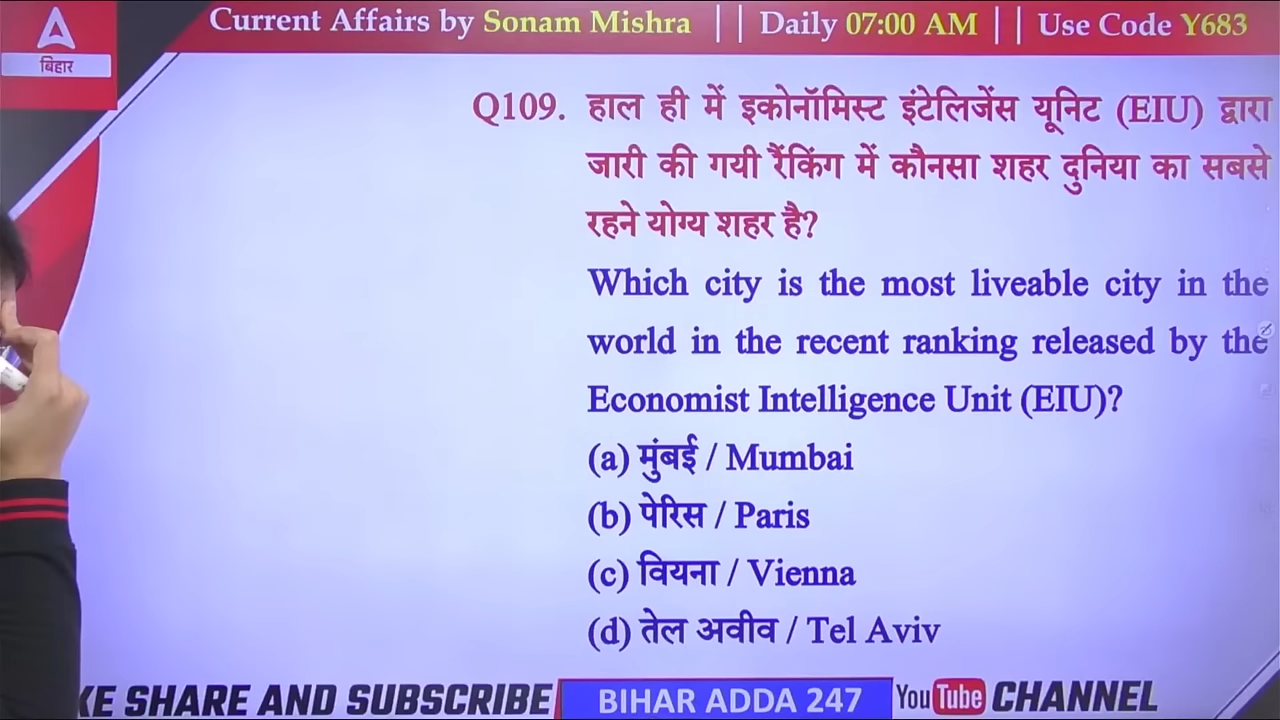 Current Affairs by Sonam Mishra || Daily 07:00 AM || Use Code Y683
बिहार
Q109. हाल ही में इकोनॉमिस्ट इंटेलिजेंस यूनिट (EIU) द्वारा
जारी की गयी रैंकिंग में कौनसा शहर दुनिया का सबसे
रहने योग्य शहर है?
Which city is the most liveable city in the
world in the recent ranking released by the
Economist Intelligence Unit (EIU)?
(a) मुंबई / Mumbai
(b) पेरिस / Paris
(c) वियना / Vienna
(d) तेल अवीव / Tel Aviv
KE SHARE AND SUBSCRIBE BIHAR ADDA 247 YouTube CHANNEL